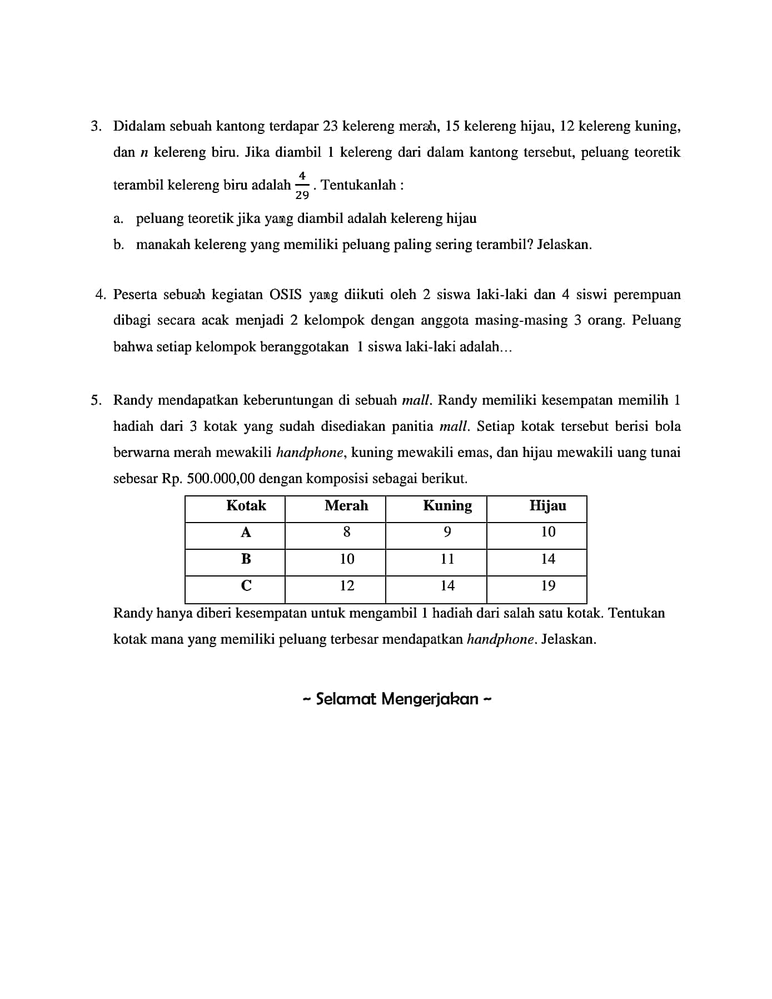 3. Didalam sebuah kantong terdapar 23 kelereng merah, 15 kelereng hijau, 12 kelereng kuning,
dan n kelereng biru. Jika diambil 1 kelereng dari dalam kantong tersebut, peluang teoretik
terambil kelereng biru adalah 4/29 . Tentukanlah :
a. peluang teoretik jika yang diambil adalah kelereng hijau
b. manakah kelereng yang memiliki peluang paling sering terambil? Jelaskan.
4. Peserta sebuah kegiatan OSIS yang diikuti oleh 2 siswa laki-laki dan 4 siswi perempuan
dibagi secara acak menjadi 2 kelompok dengan anggota masing-masing 3 orang. Peluang
bahwa setiap kelompok beranggotakan 1 siswa laki-laki adalah…
5. Randy mendapatkan keberuntungan di sebuah mall. Randy memiliki kesempatan memilih 1
hadiah dari 3 kotak yang sudah disediakan panitia mall. Setiap kotak tersebut berisi bola
berwarna merah mewakili handphone, kuning mewakili emas, dan hijau mewakili uang tunai
sebesar Rp. 500.000,00 dengan komposisi sebagai berikut.
Kotak Merah Kuning Hijau
A 8 9 10
B 10 11 14
C 12 14 19
Randy hanya diberi kesempatan untuk mengambil 1 hadiah dari salah satu kotak. Tentukan
kotak mana yang memiliki peluang terbesar mendapatkan handphone. Jelaskan.
~ Selamat Mengerjakan ~